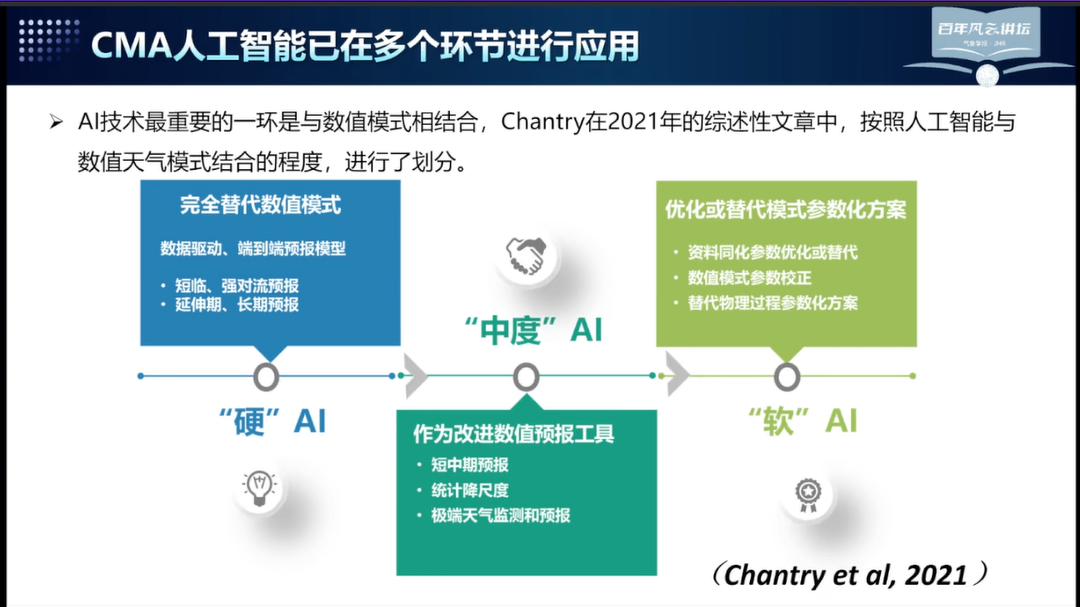 CMA人工智能已在多个环节进行应用
百年风云讲坛
➢ AI技术最重要的一环是与数值模式相结合，Chantry在2021年的综述性文章中，按照人工智能与
数值天气模式结合的程度，进行了划分。
完全替代数值模式
数据驱动、端到端预报模型
• 短临、强对流预报
• 延伸期、长期预报
“硬” AI
“中度” AI
作为改进数值预报工具
• 短中期预报
• 统计降尺度
• 极端天气监测和预报
优化或替代模式参数化方案
• 资料同化参数优化或替代
• 数值模式参数校正
• 替代物理过程参数化方案
“软” AI
（Chantry et al, 2021）